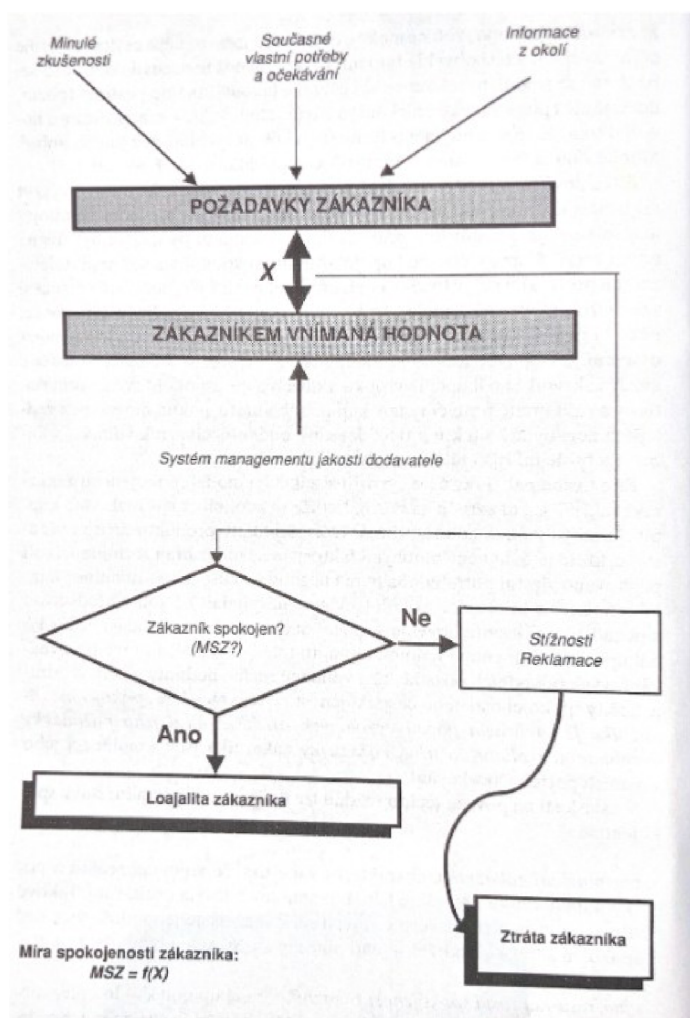 Minulé
zkušenosti
Současné
vlastní potřeby
a očekávání
Informace
z okolí
POŽADAVKY ZÁKAZNÍKA
X
ZÁKAZNÍKEM VNÍMANÁ HODNOTA
Systém managementu jakosti dodavatele
Zákazník spokojen?
(MSZ?)
Ne
Stížnosti
Reklamace
Ano
Loajalita zákazníka
Ztráta zákazníka
Míra spokojenosti zákazníka:
MSZ = f(X)